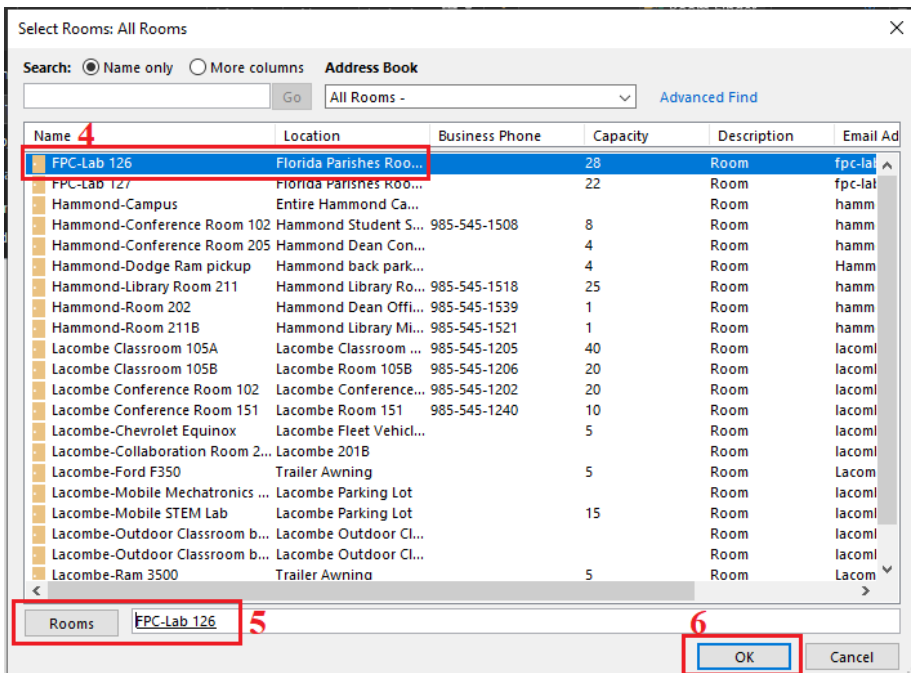 Select Rooms: All Rooms
Search: Name only More columns Address Book
Go All Rooms - Advanced Find
Name 4 Location Business Phone Capacity Description Email Ad
FPC-Lab 126 Florida Parishes Roo... 28 Room fpc-lab
FPC-Lab 127 Florida Parishes Roo... 22 Room fpc-lab
Hammond-Campus Entire Hammond Ca... Room hamm
Hammond-Conference Room 102 Hammond Student S... 985-545-1508 8 Room hamm
Hammond-Conference Room 205 Hammond Dean Con... 4 Room hamm
Hammond-Dodge Ram pickup Hammond back park... 4 Room Hamm
Hammond-Library Room 211 Hammond Library Ro... 985-545-1518 25 Room hamm
Hammond-Room 202 Hammond Dean Offi... 985-545-1539 1 Room hamm
Hammond-Room 211B Hammond Library Mi... 985-545-1521 1 Room hamm
Lacombe Classroom 105A Lacombe Classroom ... 985-545-1205 40 Room lacoml
Lacombe Classroom 105B Lacombe Room 105B 985-545-1206 20 Room lacoml
Lacombe Conference Room 102 Lacombe Conference... 985-545-1202 20 Room lacoml
Lacombe Conference Room 151 Lacombe Room 151 985-545-1240 10 Room lacoml
Lacombe-Chevrolet Equinox Lacombe Fleet Vehicl... 5 Room lacoml
Lacombe-Collaboration Room 2... Lacombe 201B Room lacoml
Lacombe-Ford F350 Trailer Awning 5 Room Lacom
Lacombe-Mobile Mechatronics ... Lacombe Parking Lot Room lacoml
Lacombe-Mobile STEM Lab Lacombe Parking Lot 15 Room lacoml
Lacombe-Outdoor Classroom b... Lacombe Outdoor Cl... Room lacoml
Lacombe-Outdoor Classroom b... Lacombe Outdoor Cl... Room lacoml
Lacombe-Ram 3500 Trailer Awning 5 Room Lacom
Rooms FPC-Lab 126 5
6
OK Cancel